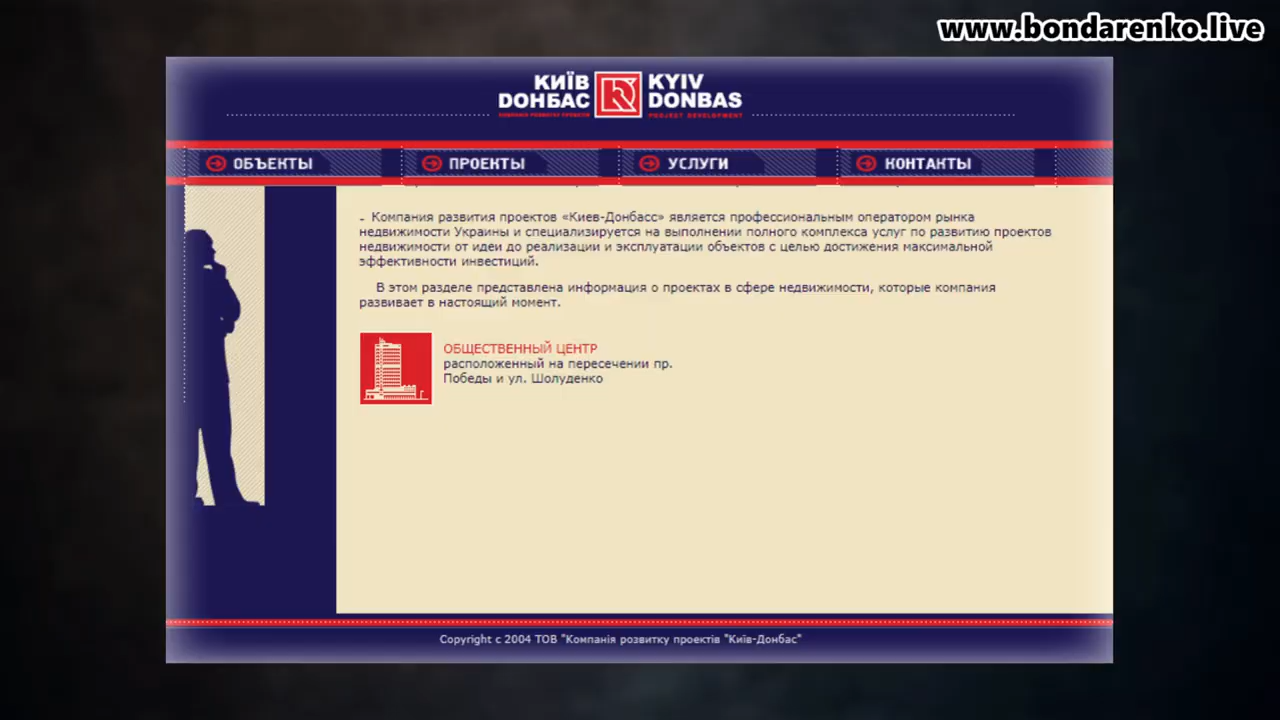 www.bondarenko.live
КИЇВ ДОНБАС
KYIV DONBAS
PROJECT DEVELOPMENT
ОБЪЕКТЫ
ПРОЕКТЫ
УСЛУГИ
КОНТАКТЫ
- Компания развития проектов «Киев-Донбасс» является профессиональным оператором рынка
недвижимости Украины и специализируется на выполнении полного комплекса услуг по развитию проектов
недвижимости от идеи до реализации и эксплуатации объектов с целью достижения максимальной
эффективности инвестиций.
В этом разделе представлена информация о проектах в сфере недвижимости, которые компания
развивает в настоящий момент.
ОБЩЕСТВЕННЫЙ ЦЕНТР
расположенный на пересечении пр.
Победы и ул. Шолуденко
Copyright c 2004 ТОВ "Компанія розвитку проектів "Київ-Донбас"